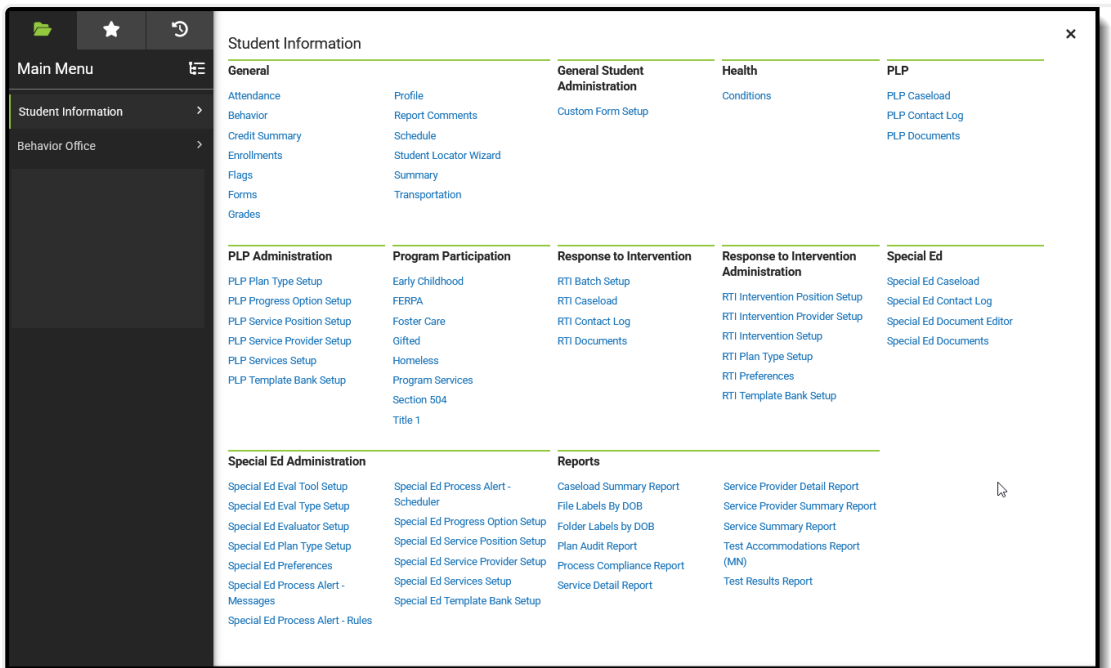 Main Menu
Student Information
Behavior Office
Student Information
General
Attendance
Behavior
Credit Summary
Enrollments
Flags
Forms
Grades
Profile
Report Comments
Schedule
Student Locator Wizard
Summary
Transportation
General Student
Administration
Custom Form Setup
Health
Conditions
PLP
PLP Caseload
PLP Contact Log
PLP Documents
PLP Administration
PLP Plan Type Setup
PLP Progress Option Setup
PLP Service Position Setup
PLP Service Provider Setup
PLP Services Setup
PLP Template Bank Setup
Program Participation
Early Childhood
FERPA
Foster Care
Gifted
Homeless
Program Services
Section 504
Title 1
Response to Intervention
RTI Batch Setup
RTI Caseload
RTI Contact Log
RTI Documents
Response to Intervention
Administration
RTI Intervention Position Setup
RTI Intervention Provider Setup
RTI Intervention Setup
RTI Plan Type Setup
RTI Preferences
RTI Template Bank Setup
Special Ed
Special Ed Caseload
Special Ed Contact Log
Special Ed Document Editor
Special Ed Documents
Special Ed Administration
Special Ed Eval Tool Setup
Special Ed Eval Type Setup
Special Ed Evaluator Setup
Special Ed Plan Type Setup
Special Ed Preferences
Special Ed Process Alert -
Messages
Special Ed Process Alert - Rules
Special Ed Process Alert -
Scheduler
Special Ed Progress Option Setup
Special Ed Service Position Setup
Special Ed Service Provider Setup
Special Ed Services Setup
Special Ed Template Bank Setup
Reports
Caseload Summary Report
File Labels By DOB
Folder Labels by DOB
Plan Audit Report
Process Compliance Report
Service Detail Report
Service Provider Detail Report
Service Provider Summary Report
Service Summary Report
Test Accommodations Report
(MN)
Test Results Report